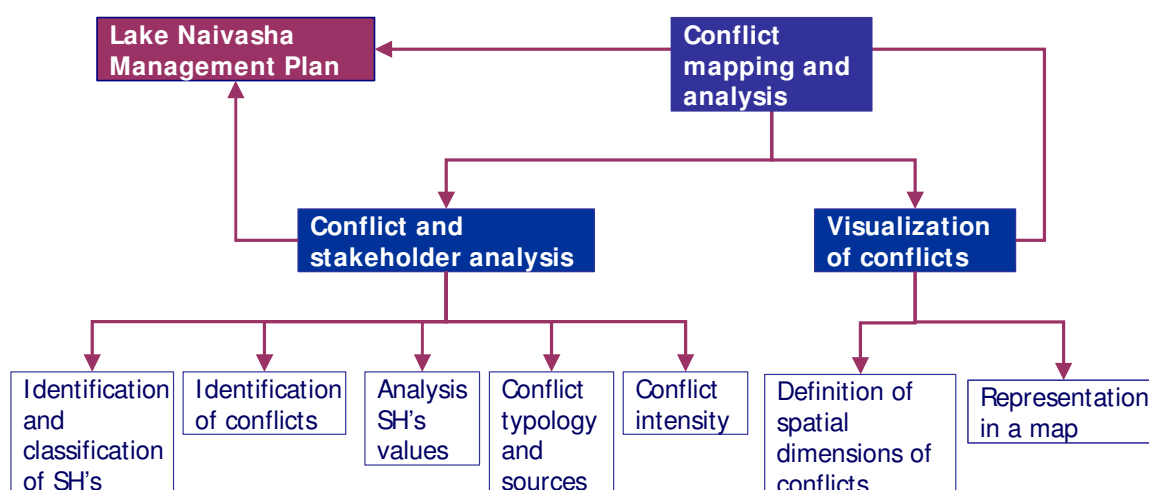 Lake Naivasha
Management Plan
Conflict
mapping and
analysis
Conflict and
stakeholder analysis
Visualization
of conflicts
Identification
and
classification
of SH's
Identification
of conflicts
Analysis
SH's
values
Conflict
typology
and
sources
Conflict
intensity
Definition of
spatial
dimensions of
conflicts
Representation
in a map